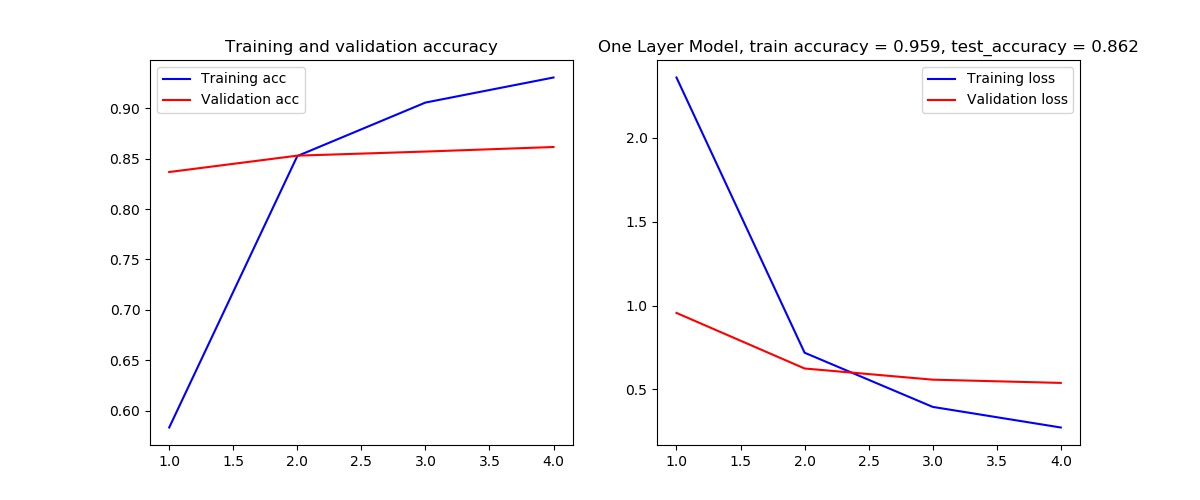 Training and validation accuracy
Training acc
Validation acc
0.90
0.85
0.80
0.75
0.70
0.65
0.60
1.0 1.5 2.0 2.5 3.0 3.5 4.0
One Layer Model, train accuracy = 0.959, test_accuracy = 0.862
Training loss
Validation loss
2.0
1.5
1.0
0.5
1.0 1.5 2.0 2.5 3.0 3.5 4.0